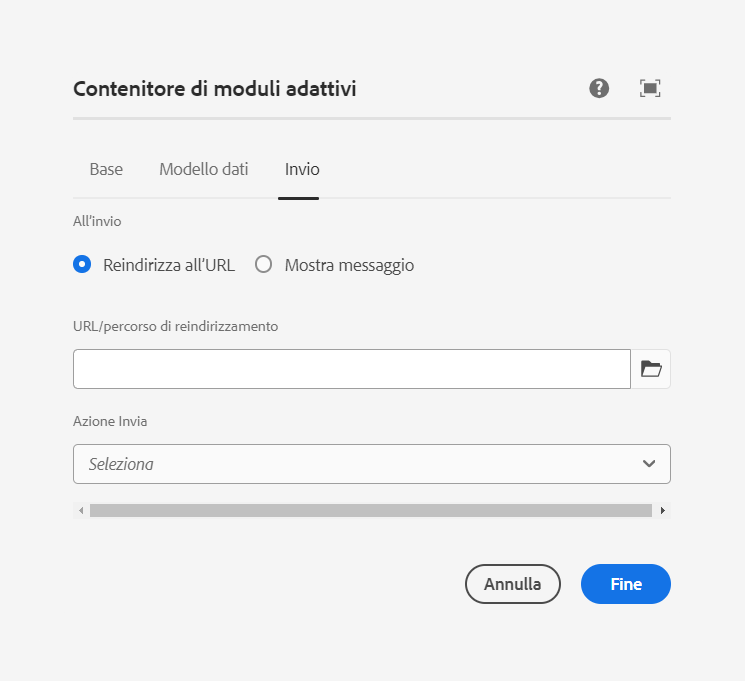 Contenitore di moduli adattivi
Base Modello dati Invio
All'invio
Reindirizza all'URL Mostra messaggio
URL/percorso di reindirizzamento
Azione Invia
Seleziona
Annulla Fine